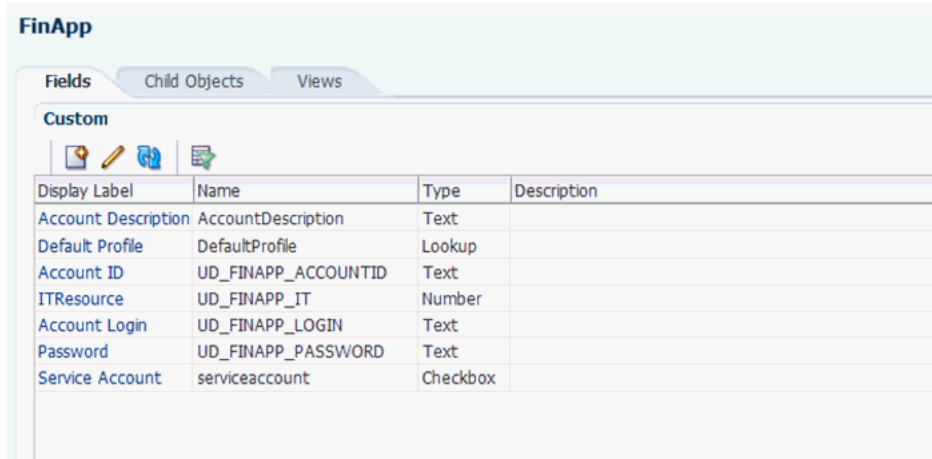 FinApp
Fields Child Objects Views
Custom
Display Label Name Type Description
Account Description AccountDescription Text
Default Profile DefaultProfile Lookup
Account ID UD_FINAPP_ACCOUNTID Text
ITResource UD_FINAPP_IT Number
Account Login UD_FINAPP_LOGIN Text
Password UD_FINAPP_PASSWORD Text
Service Account serviceaccount Checkbox